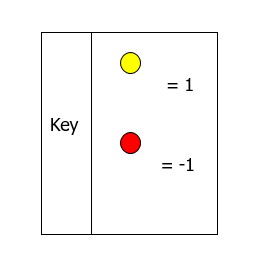 = 1
Key
= -1